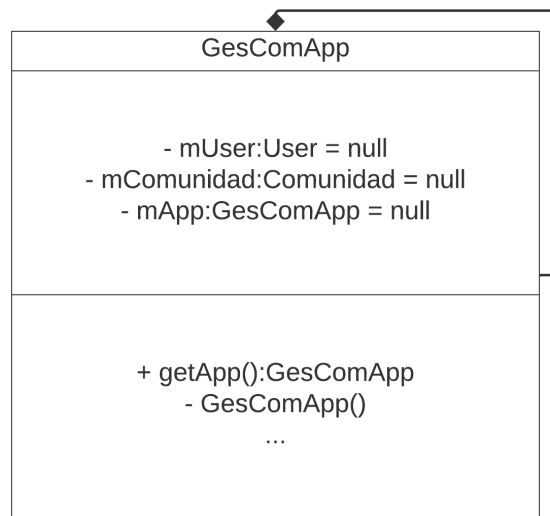 GesComApp
- mUser:User = null
- mComunidad:Comunidad = null
- mApp:GesComApp = null
+ getApp():GesComApp
- GesComApp()
...